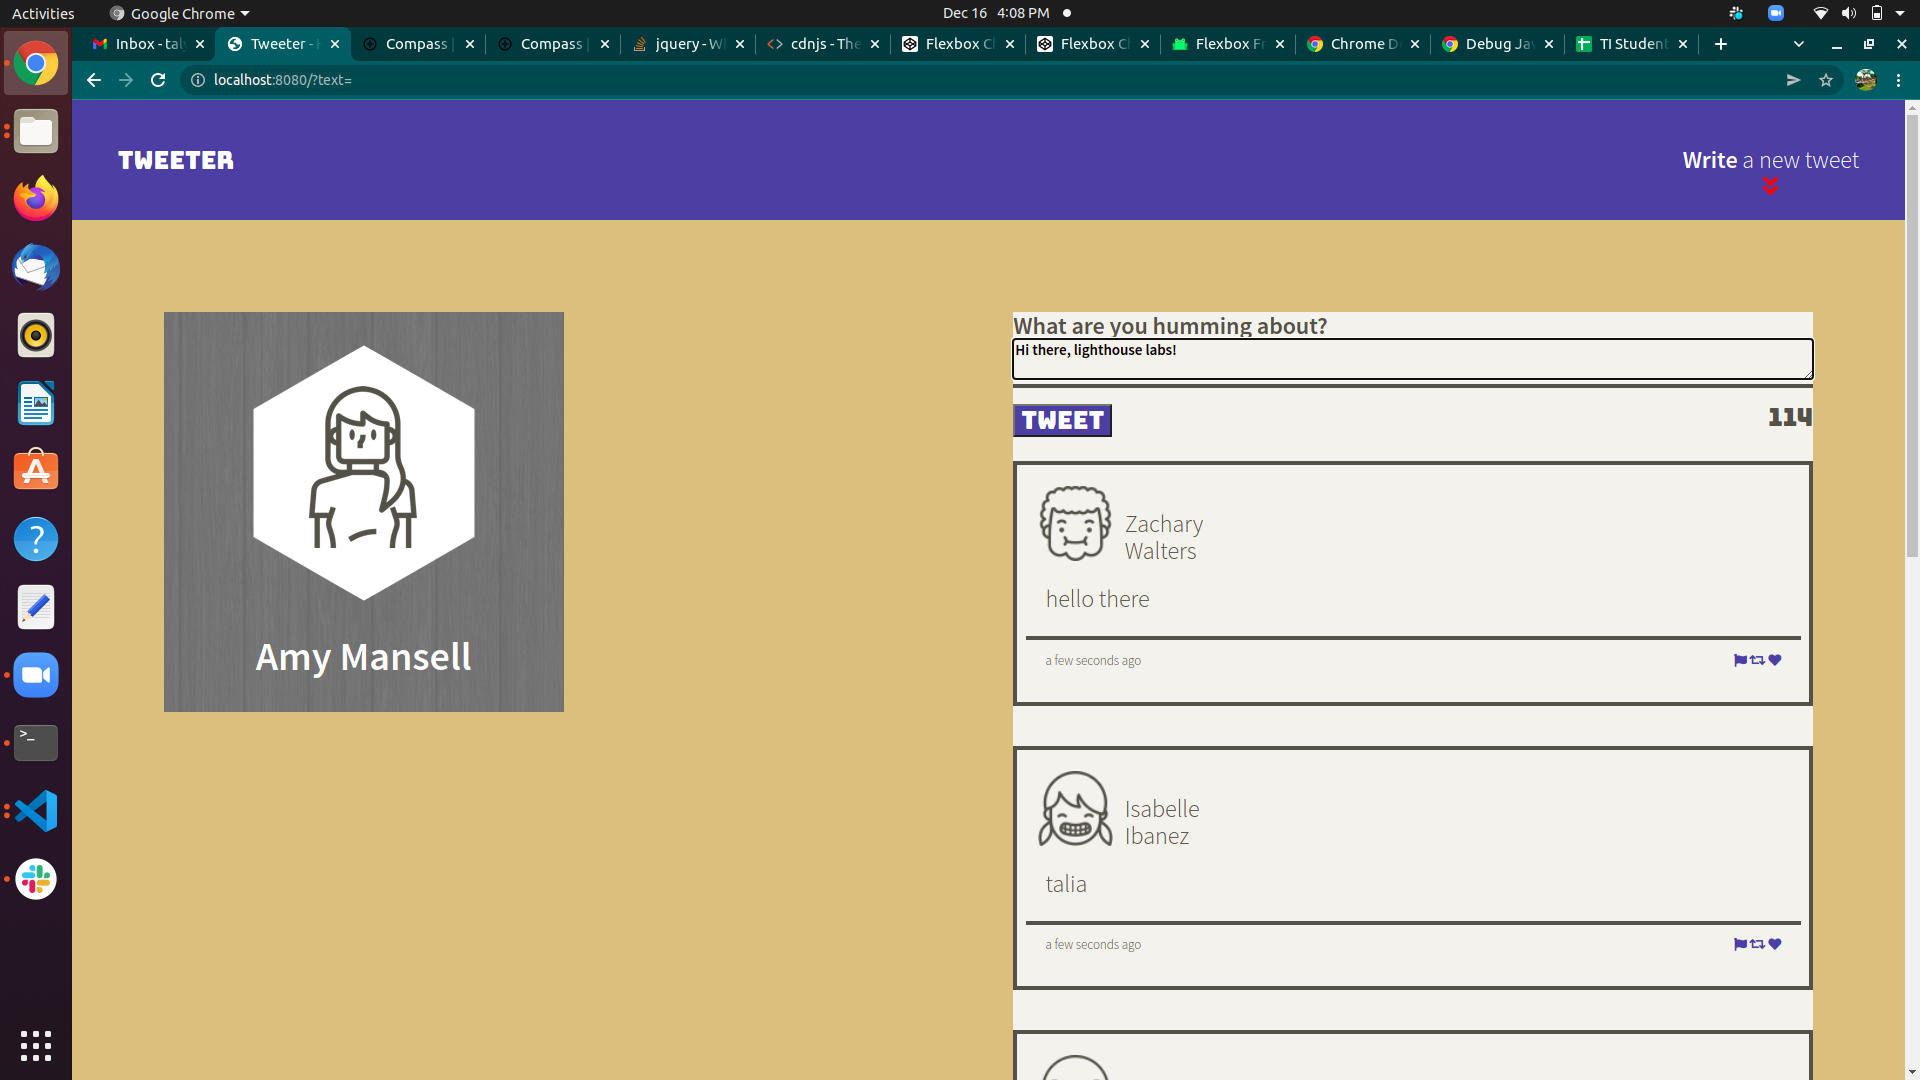 Activities
Google Chrome
Dec 16 4:08 PM
Inbox - tal
Tweeter -
Compass
Compass
jquery - W
cdnjs - The
Flexbox C
Flexbox C
Flexbox Fr
Chrome D
Debug Jav
TI Student
localhost:8080/?text=
TWEETER
Write a new tweet
What are you humming about?
Hi there, lighthouse labs!
TWEET
114
Zachary
Walters
hello there
a few seconds ago
Isabelle
Ibanez
talia
a few seconds ago
Amy Mansell